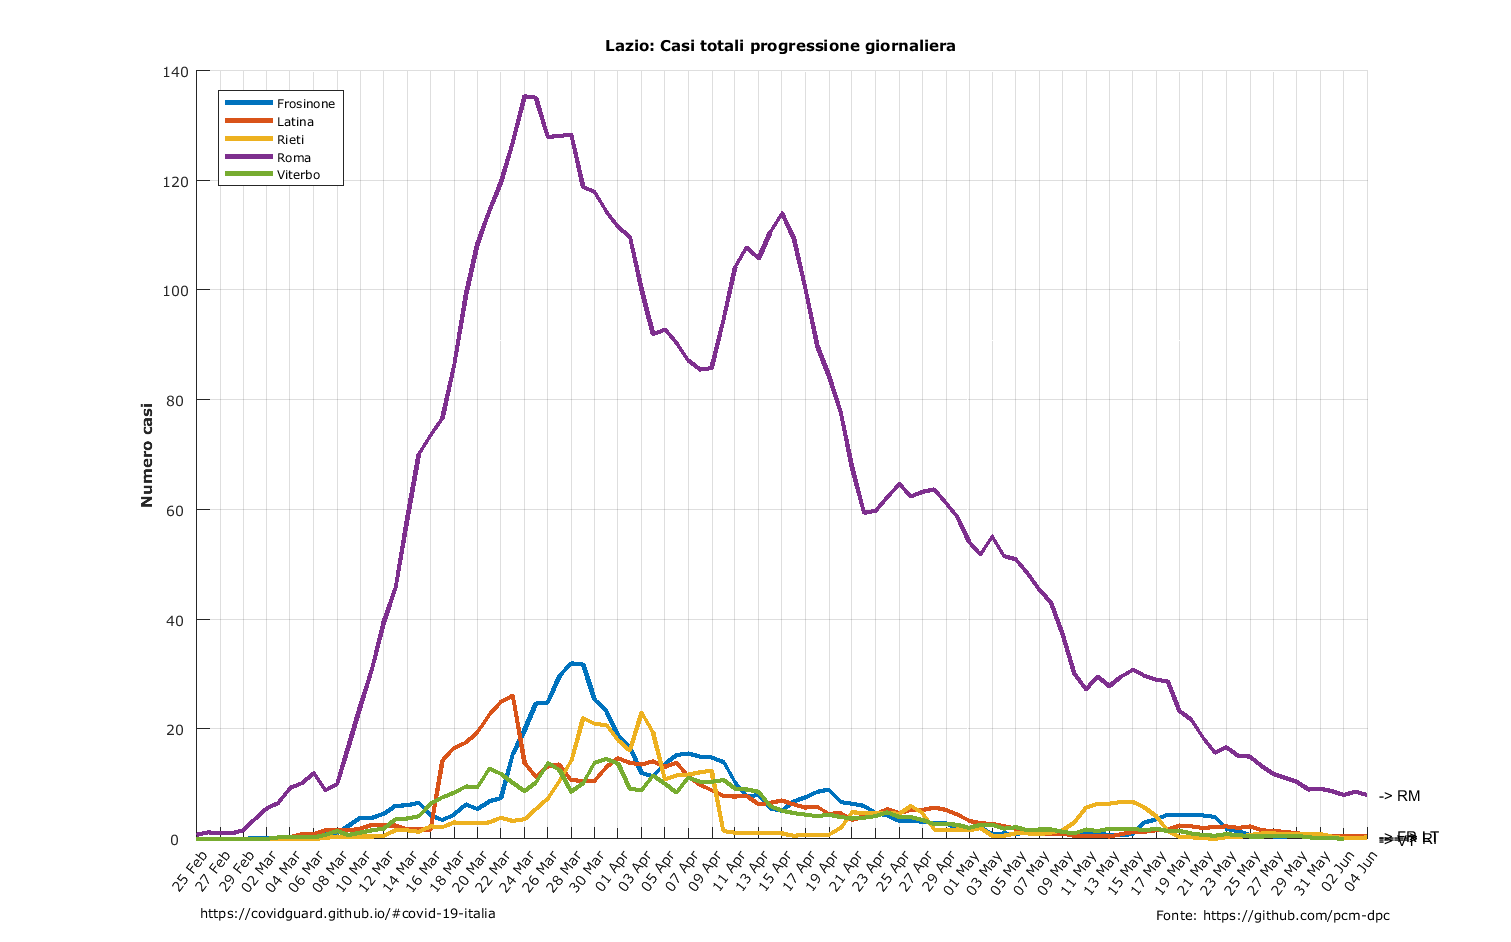 Lazio: Casi totali progressione giornaliera
140
120
100
80
60
40
20
0
Numero casi
Frosinone
Latina
Rieti
Roma
Viterbo
-> RM
25 Feb
27 Feb
29 Feb
02 Mar
04 Mar
06 Mar
08 Mar
10 Mar
12 Mar
14 Mar
16 Mar
18 Mar
20 Mar
22 Mar
24 Mar
26 Mar
28 Mar
30 Mar
01 Apr
03 Apr
05 Apr
07 Apr
09 Apr
11 Apr
13 Apr
15 Apr
17 Apr
19 Apr
21 Apr
23 Apr
25 Apr
27 Apr
29 Apr
01 May
03 May
05 May
07 May
09 May
11 May
13 May
15 May
17 May
19 May
21 May
23 May
25 May
27 May
29 May
31 May
02 Jun
04 Jun
https://covidguard.github.io/#covid-19-italia
Fonte: https://github.com/pcm-dpc